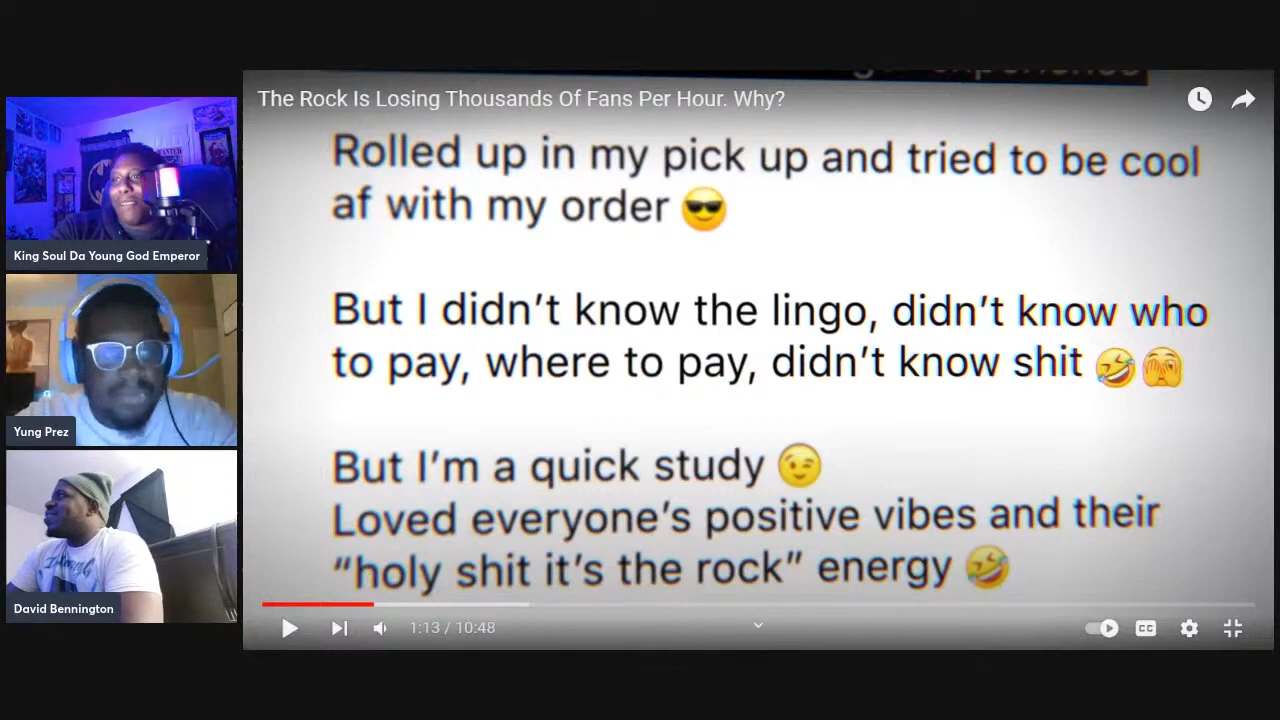 The Rock Is Losing Thousands Of Fans Per Hour. Why?
Rolled up in my pick up and tried to be cool
af with my order 😎
But I didn't know the lingo, didn't know who
to pay, where to pay, didn't know shit 🤣🫣
But I'm a quick study 😉
Loved everyone's positive vibes and their
"holy shit it's the rock" energy 🤣
1:13 / 10:48
CC
King Soul Da Young God Emperor
Yung Prez
David Bennington